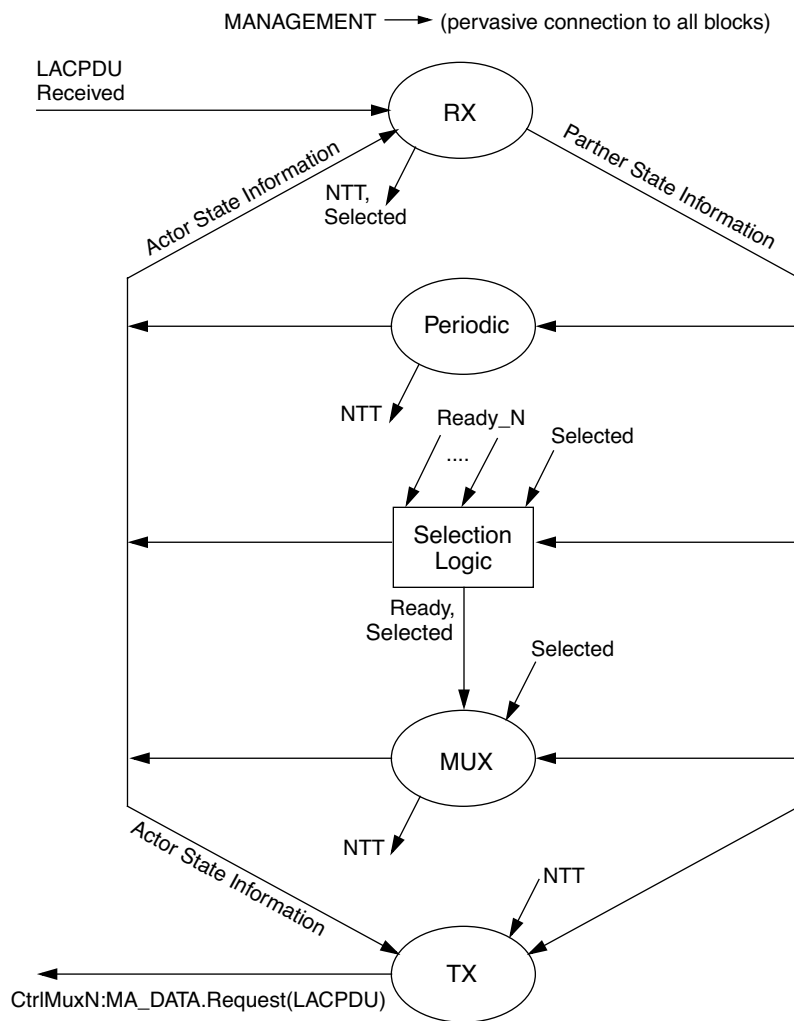 MANAGEMENT (pervasive connection to all blocks)
LACPDU
Received
RX
Actor State Information
Partner State Information
NTT,
Selected
Periodic
NTT
Ready_N
....
Selected
Selection
Logic
Ready,
Selected
Selected
MUX
NTT
Actor State Information
NTT
TX
CtrlMuxN:MA_DATA.Request(LACPDU)